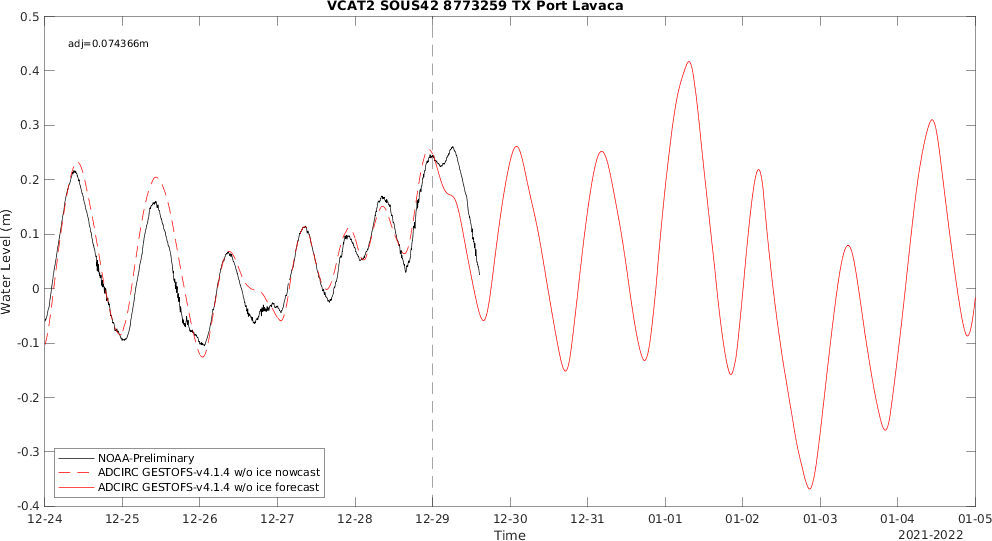 VCAT2 SOUS42 8773259 TX Port Lavaca
adj=0.074366m
Water Level (m)
0.5
0.4
0.3
0.2
0.1
0
-0.1
-0.2
-0.3
-0.4
NOAA-Preliminary
ADCIRC GESTOFS-v4.1.4 w/o ice nowcast
ADCIRC GESTOFS-v4.1.4 w/o ice forecast
12-24 12-25 12-26 12-27 12-28 12-29 12-30 12-31 01-01 01-02 01-03 01-04 01-05
Time
2021-2022